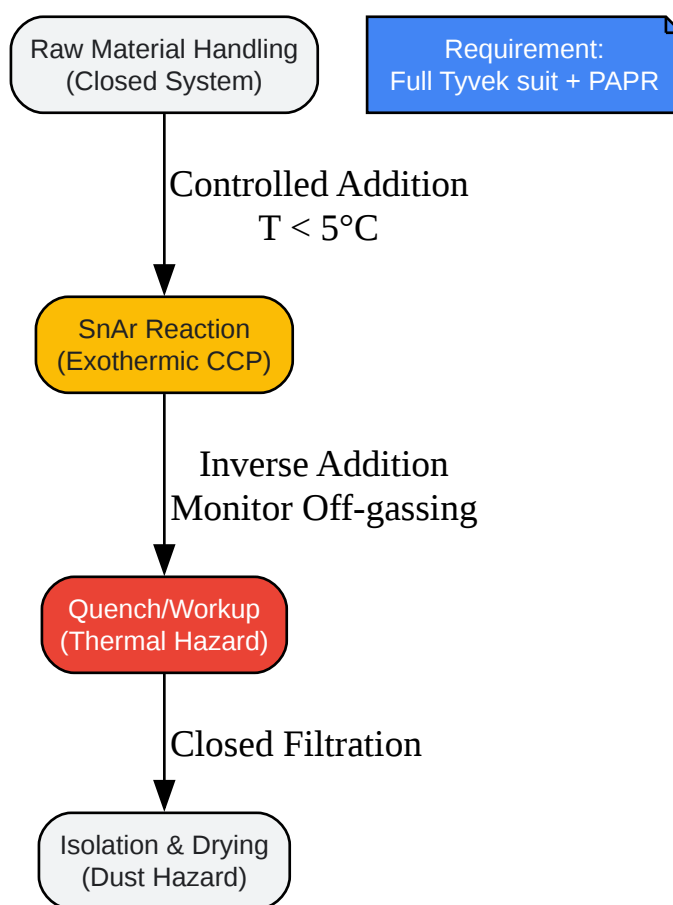 Raw Material Handling
(Closed System)
Requirement:
Full Tyvek suit + PAPR
Controlled Addition
T < 5°C
SnAr Reaction
(Exothermic CCP)
Inverse Addition
Monitor Off-gassing
Quench/Workup
(Thermal Hazard)
Closed Filtration
Isolation & Drying
(Dust Hazard)